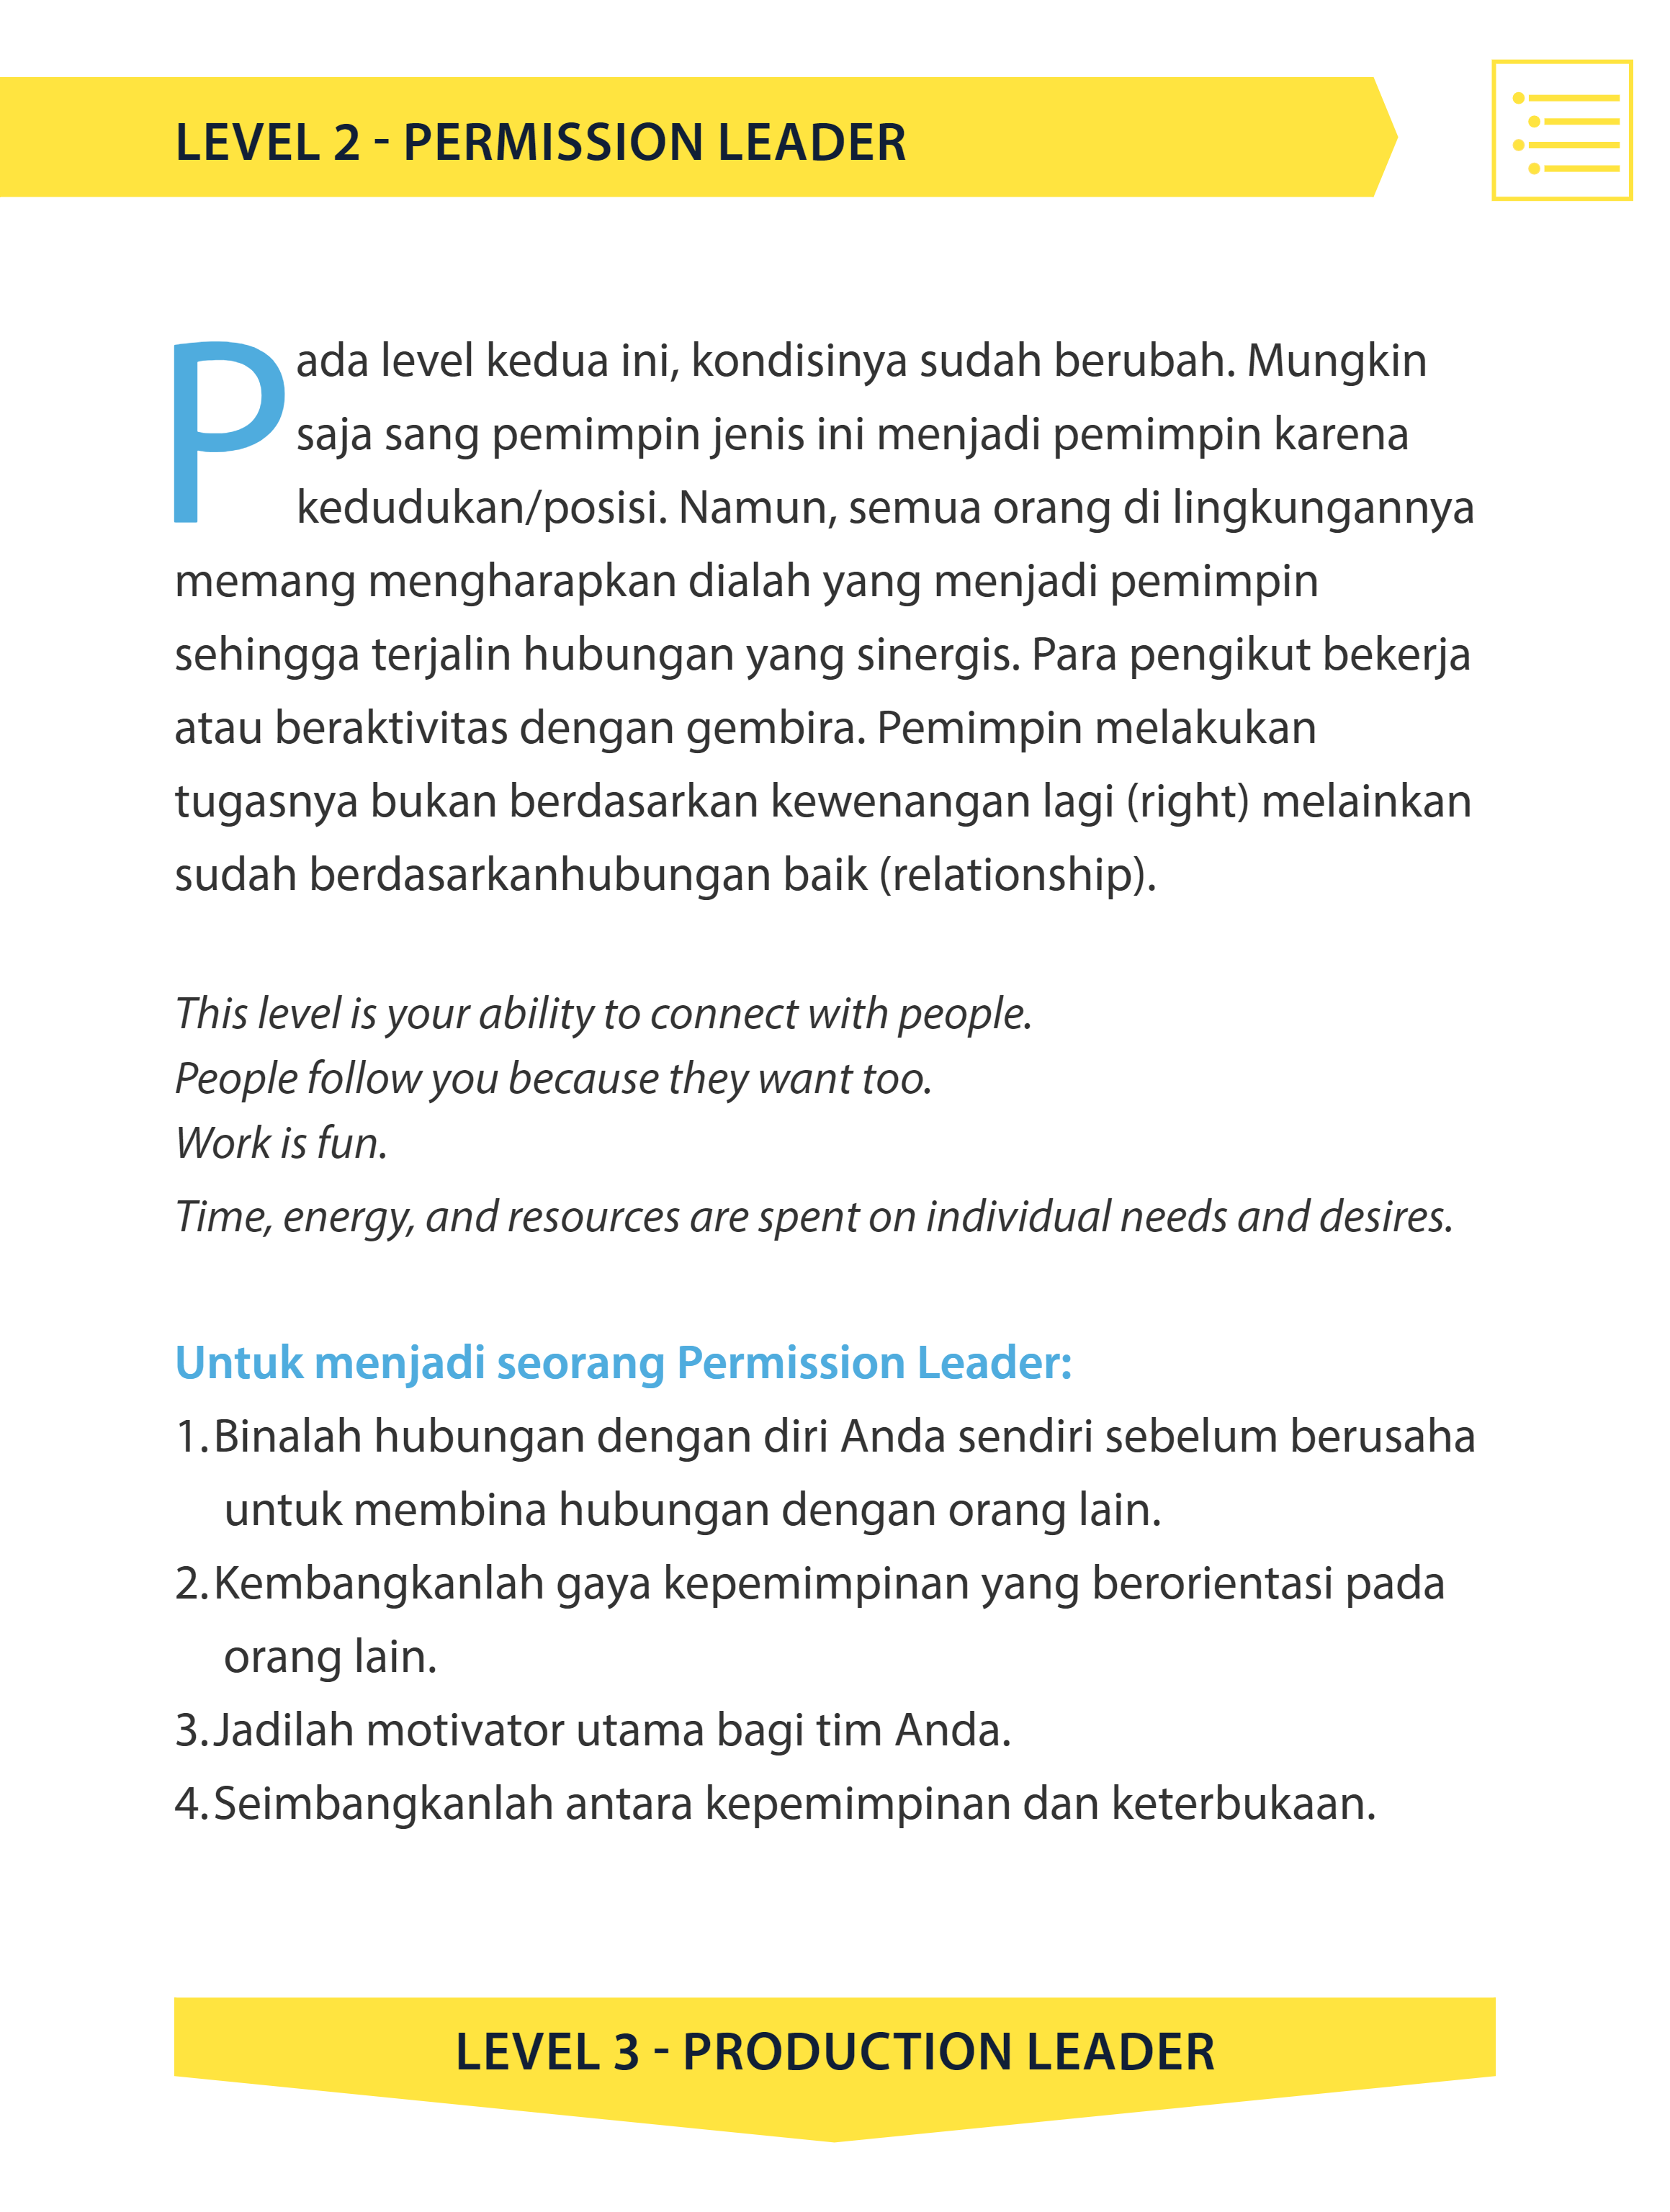 LEVEL 2 - PERMISSION LEADER
Pada level kedua ini, kondisinya sudah berubah. Mungkin
saja sang pemimpin jenis ini menjadi pemimpin karena
kedudukan/posisi. Namun, semua orang di lingkungannya
memang mengharapkan dialah yang menjadi pemimpin
sehingga terjalin hubungan yang sinergis. Para pengikut bekerja
atau beraktivitas dengan gembira. Pemimpin melakukan
tugasnya bukan berdasarkan kewenangan lagi (right) melainkan
sudah berdasarkanhubungan baik (relationship).
This level is your ability to connect with people.
People follow you because they want too.
Work is fun.
Time, energy, and resources are spent on individual needs and desires.
Untuk menjadi seorang Permission Leader:
1.Binalah hubungan dengan diri Anda sendiri sebelum berusaha
untuk membina hubungan dengan orang lain.
2.Kembangkanlah gaya kepemimpinan yang berorientasi pada
orang lain.
3.Jadilah motivator utama bagi tim Anda.
4.Seimbangkanlah antara kepemimpinan dan keterbukaan.
LEVEL 3 - PRODUCTION LEADER